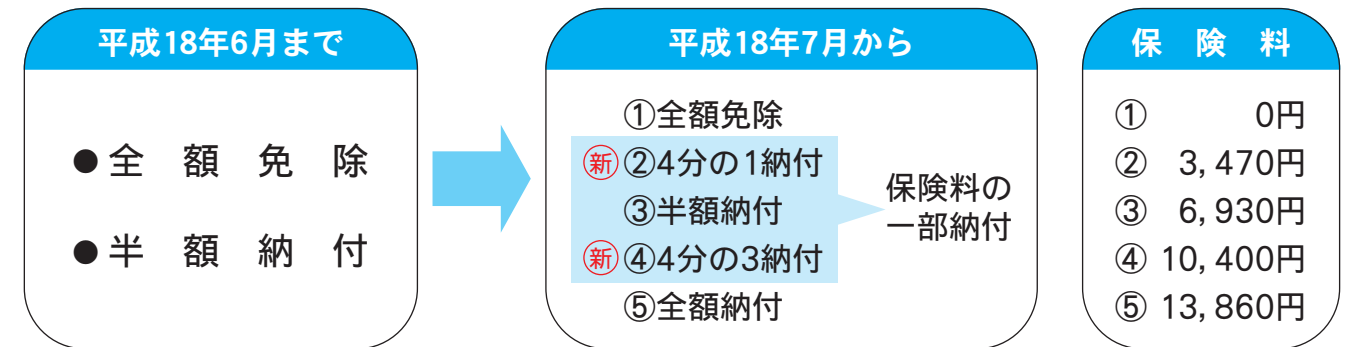 平成18年6月まで
●全額免除
●半額納付
平成18年7月から
①全額免除
新②4分の1納付
③半額納付
新④4分の3納付
⑤全額納付
保険料の
一部納付
保険料
① 0円
② 3,470円
③ 6,930円
④ 10,400円
⑤ 13,860円